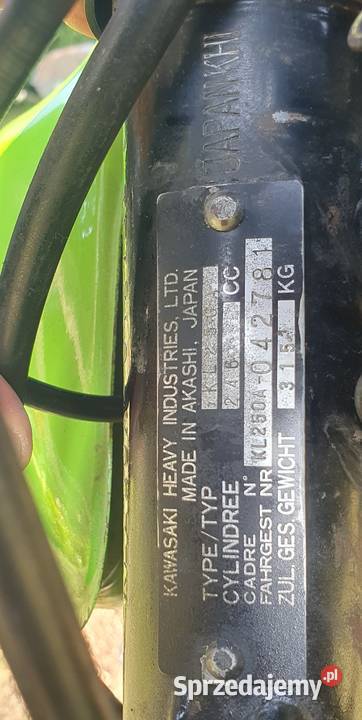 JAPAN KHI
KAWASAKI HEAVY INDUSTRIES, LTD.
MADE IN AKASHI, JAPAN
TYPE/TYP KL250
CYLINDREE 246 CC
CADRE N°
FAHRGEST NR KL250A-042781
ZUL. GES. GEWICHT 315 KG
Sprzedajemy.pl